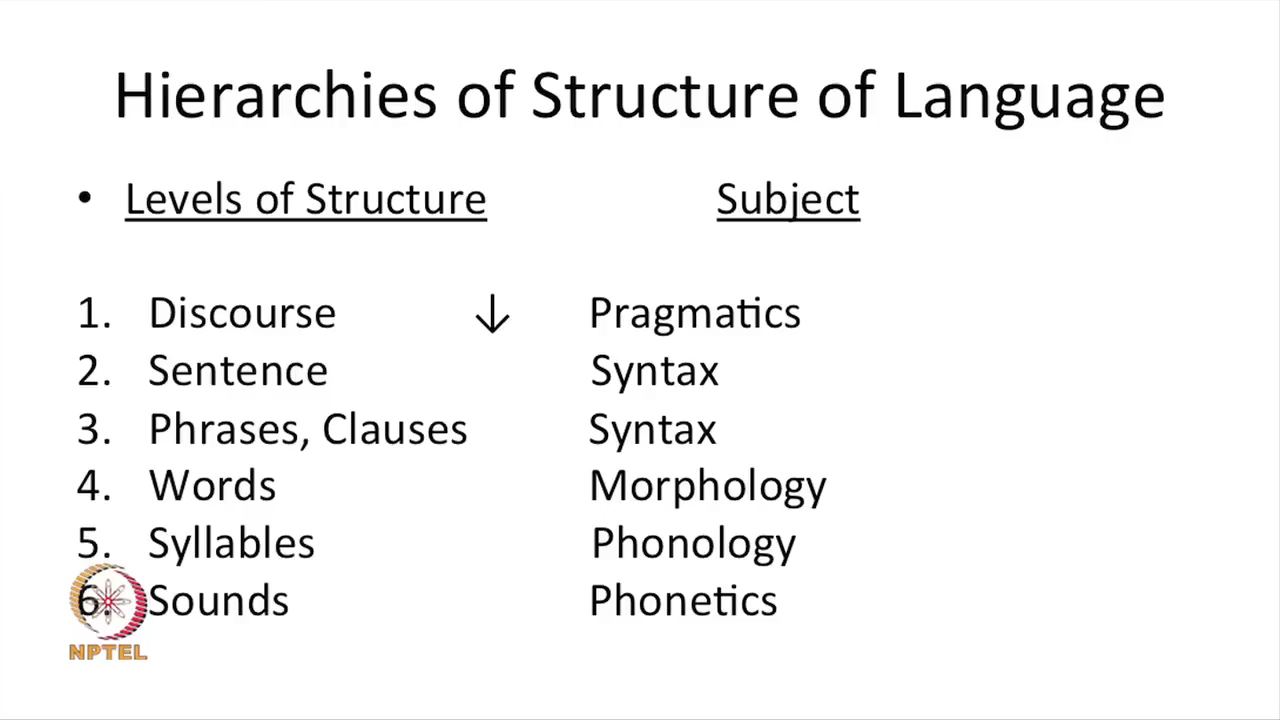 Hierarchies of Structure of Language
• Levels of Structure Subject
1. Discourse ↓ Pragmatics
2. Sentence Syntax
3. Phrases, Clauses Syntax
4. Words Morphology
5. Syllables Phonology
6. Sounds Phonetics
NPTEL